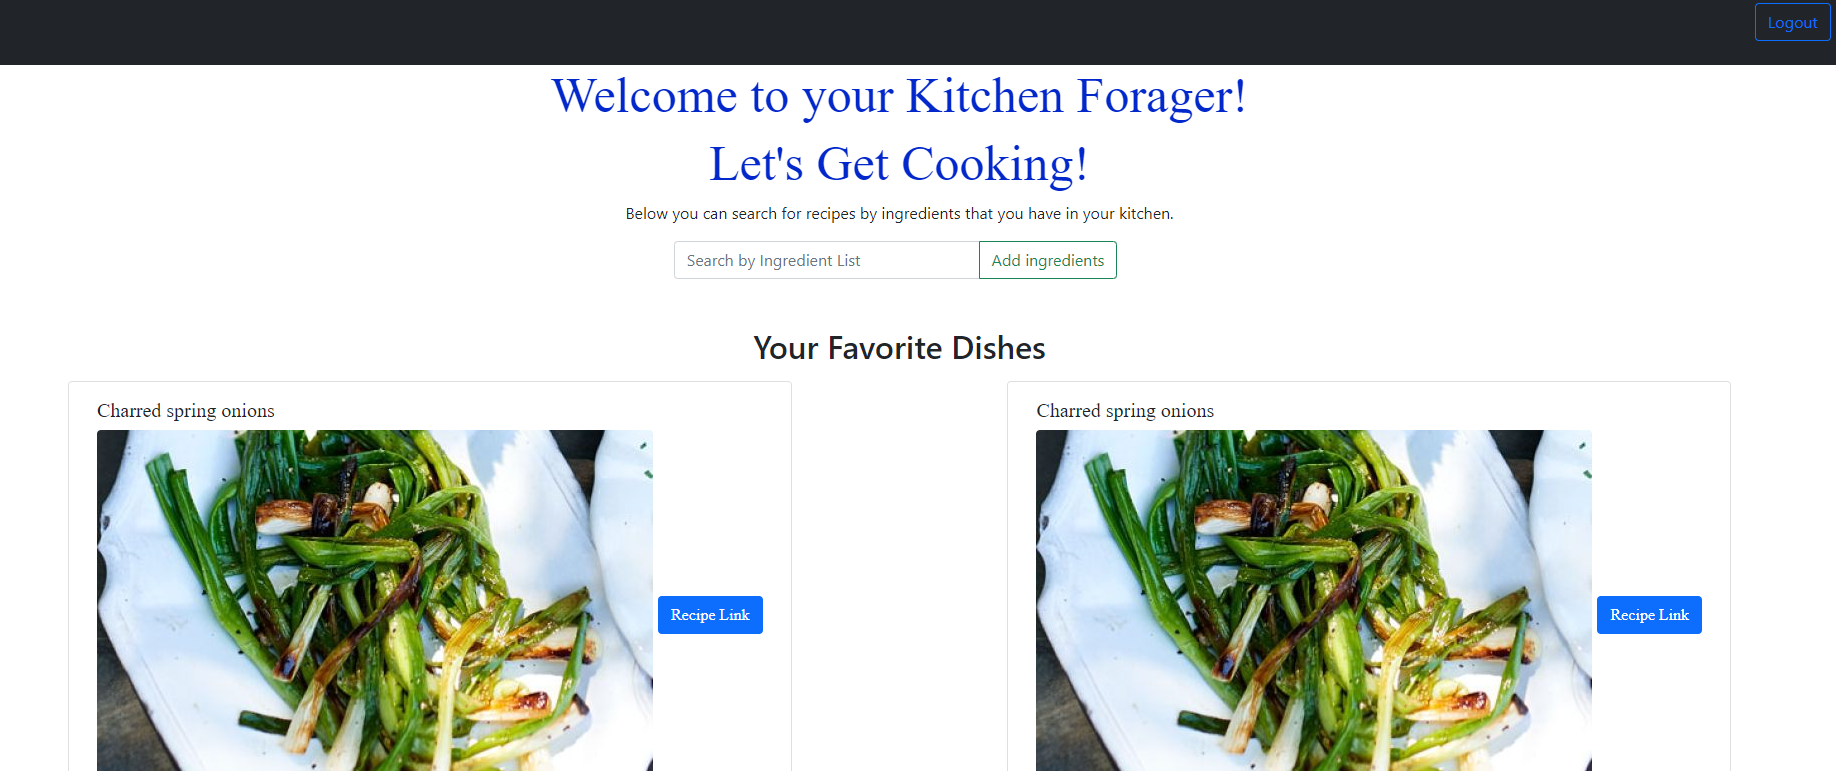 Logout
Welcome to your Kitchen Forager!
Let's Get Cooking!
Below you can search for recipes by ingredients that you have in your kitchen.
Search by Ingredient List
Add ingredients
Your Favorite Dishes
Charred spring onions
Recipe Link
Charred spring onions
Recipe Link